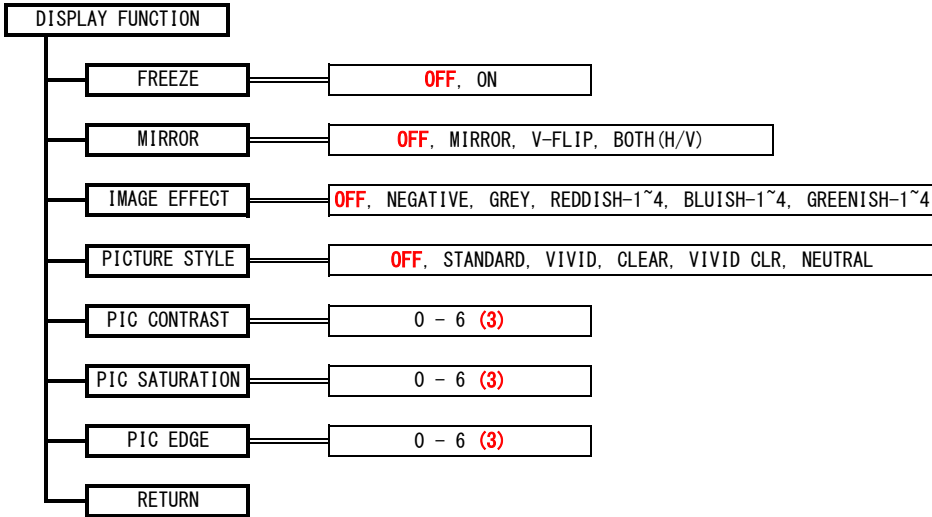 DISPLAY FUNCTION
FREEZE OFF, ON
MIRROR OFF, MIRROR, V-FLIP, BOTH(H/V)
IMAGE EFFECT OFF, NEGATIVE, GREY, REDDISH-1~4, BLUISH-1~4, GREENISH-1~4
PICTURE STYLE OFF, STANDARD, VIVID, CLEAR, VIVID CLR, NEUTRAL
PIC CONTRAST 0 - 6 (3)
PIC SATURATION 0 - 6 (3)
PIC EDGE 0 - 6 (3)
RETURN